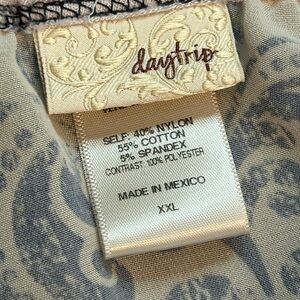 daytrip
SELF: 40% NYLON
55% COTTON
5% SPANDEX
CONTRAST: 100% POLYESTER
MADE IN MEXICO
XXL